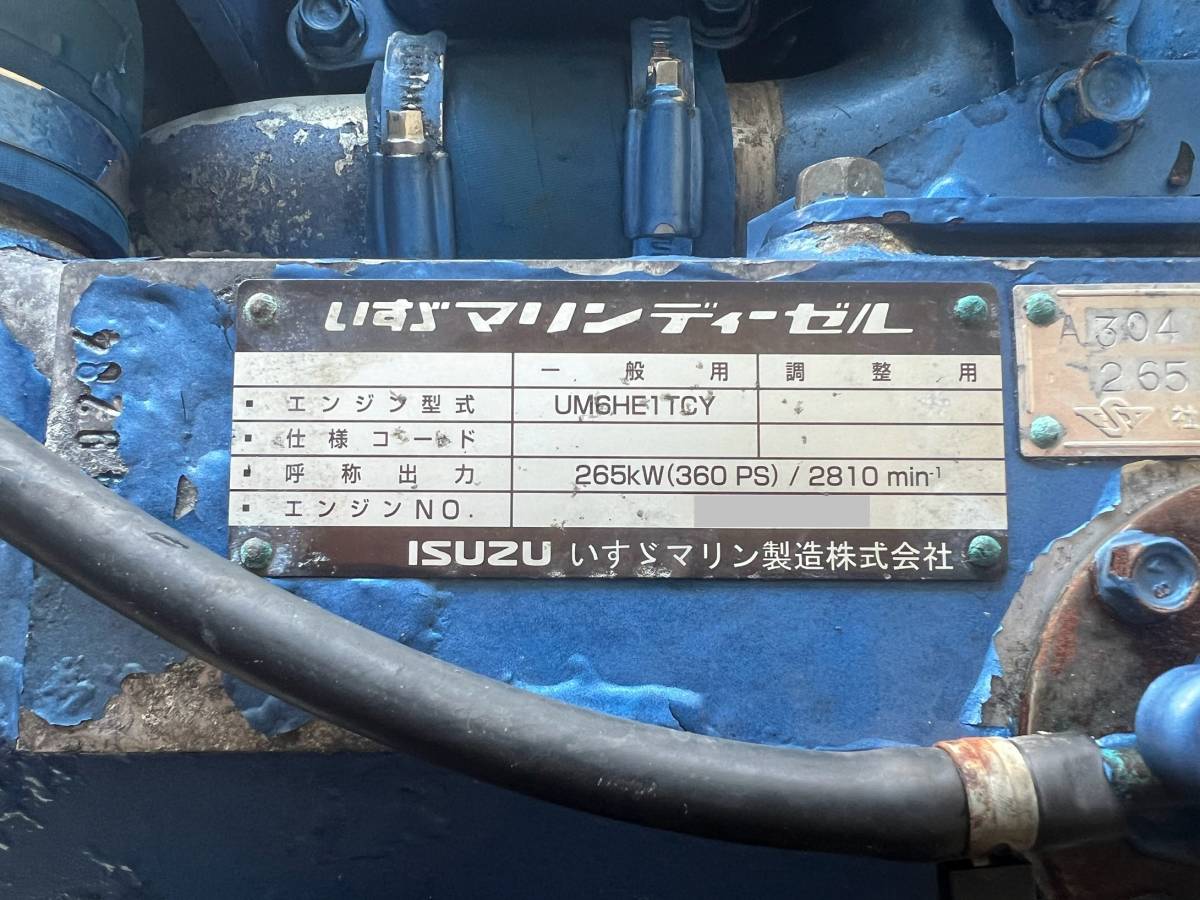 いすゞマリンディーゼル
一般用 調整用
エンジン型式 UM6HE1TCY
仕様コード
呼称出力 265kW(360 PS) / 2810 min⁻¹
エンジンNO.
ISUZU いすゞマリン製造株式会社
A304
265